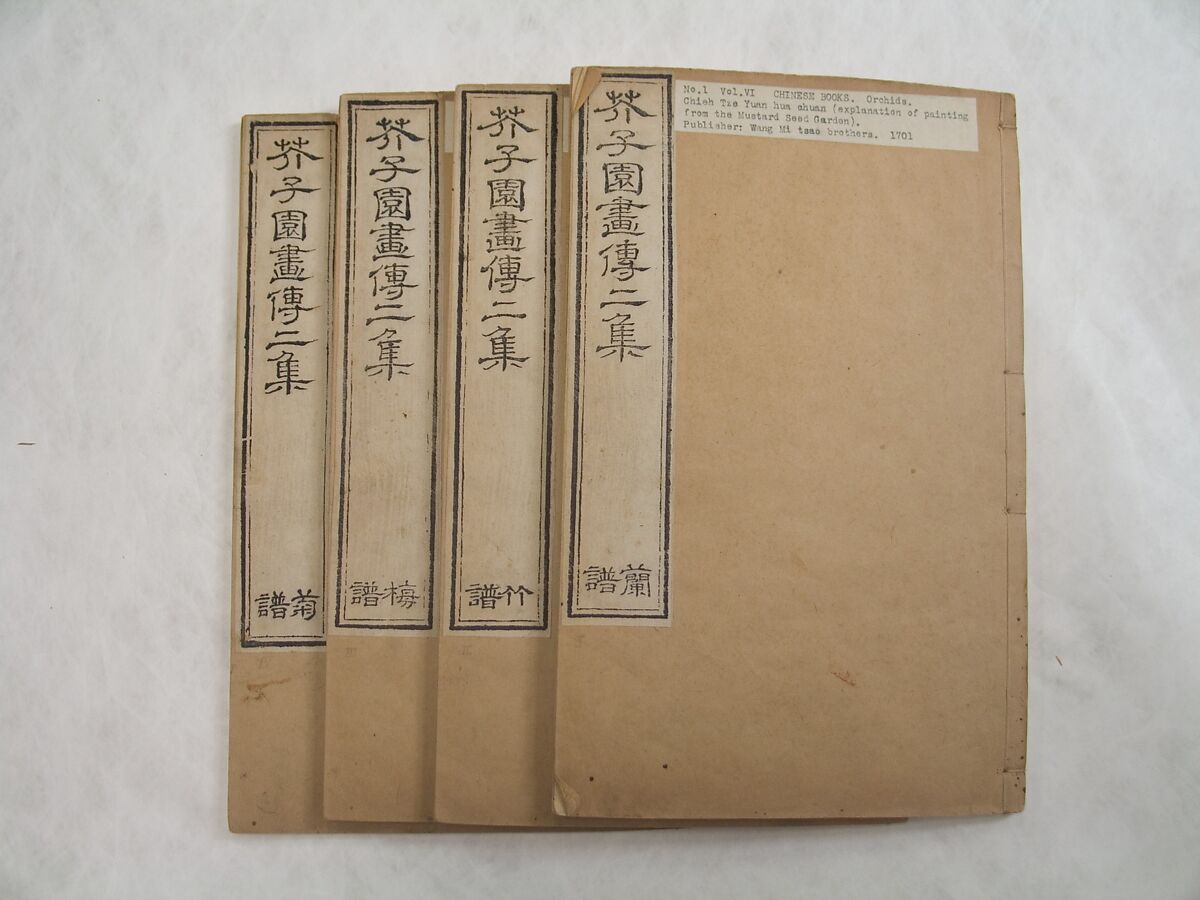 芥子園畫傳二集
菊譜
芥子園畫傳二集
梅譜
芥子園畫傳二集
竹譜
芥子園畫傳二集
蘭譜
No.1 Vol.VI CHINESE BOOKS. Orchids.
Chieh Tze Yuan hua chuan (explanation of painting
from the Mustard Seed Garden).
Publisher: Wang Mi tsao brothers. 1701